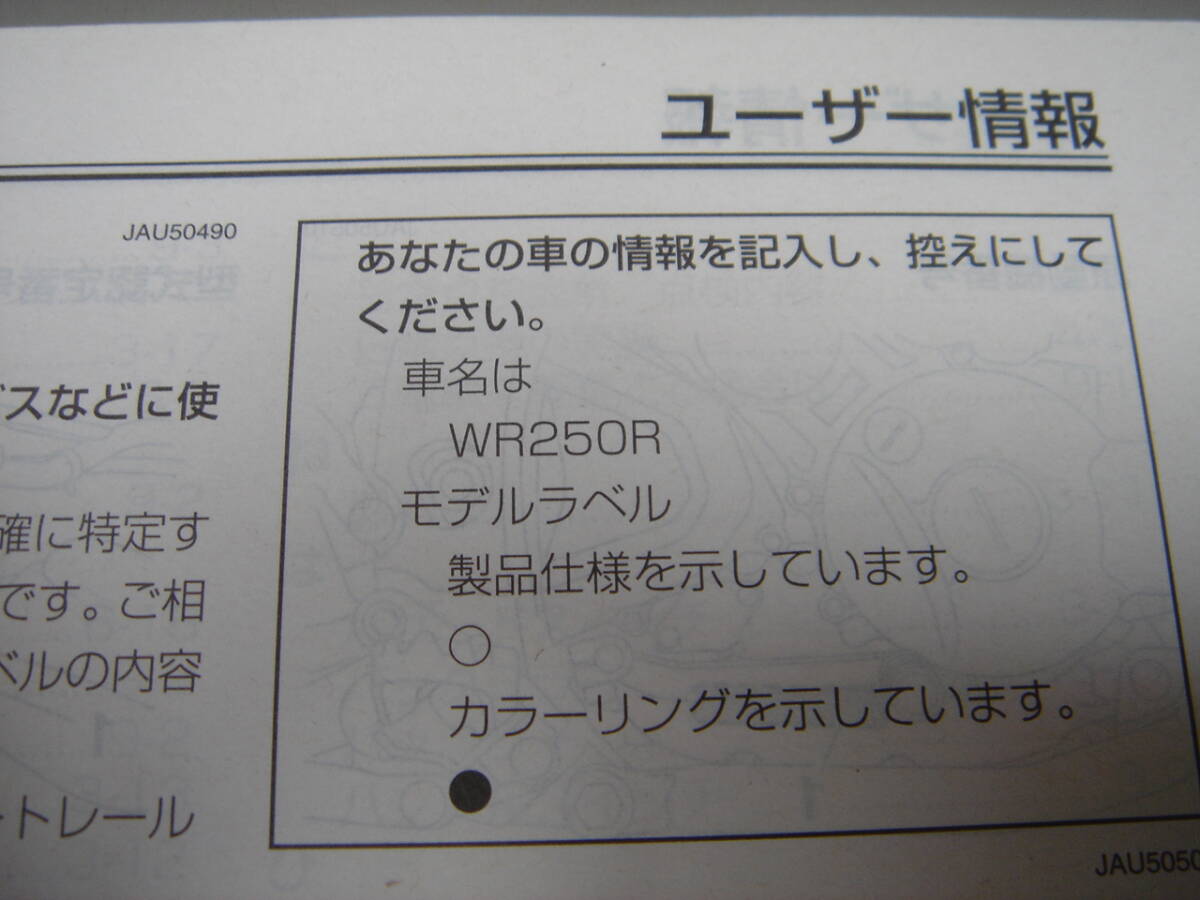 ユーザー情報
JAU50490
ビスなどに使
確に特定す
です。ご相
ベルの内容
トレール
あなたの車の情報を記入し、控えにして
ください。
車名は
WR250R
モデルラベル
製品仕様を示しています。
○
カラーリングを示しています。
●
JAU5050